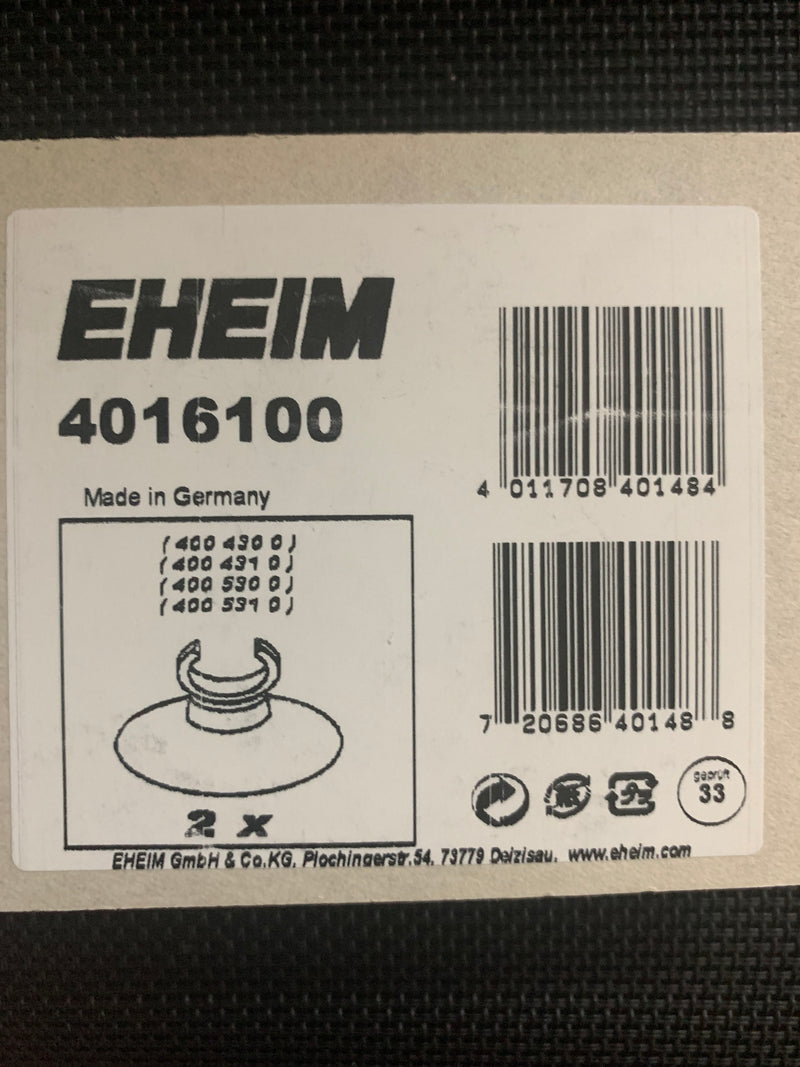 EHEIM
4016100
Made in Germany
(400 430 0)
(400 431 0)
(400 530 0)
(400 531 0)
2 x
4 011708 401484
7 20686 40148 8
geprüft
33
EHEIM GmbH & Co.KG, Plochingerstr.54, 73779 Deizisau, www.eheim.com